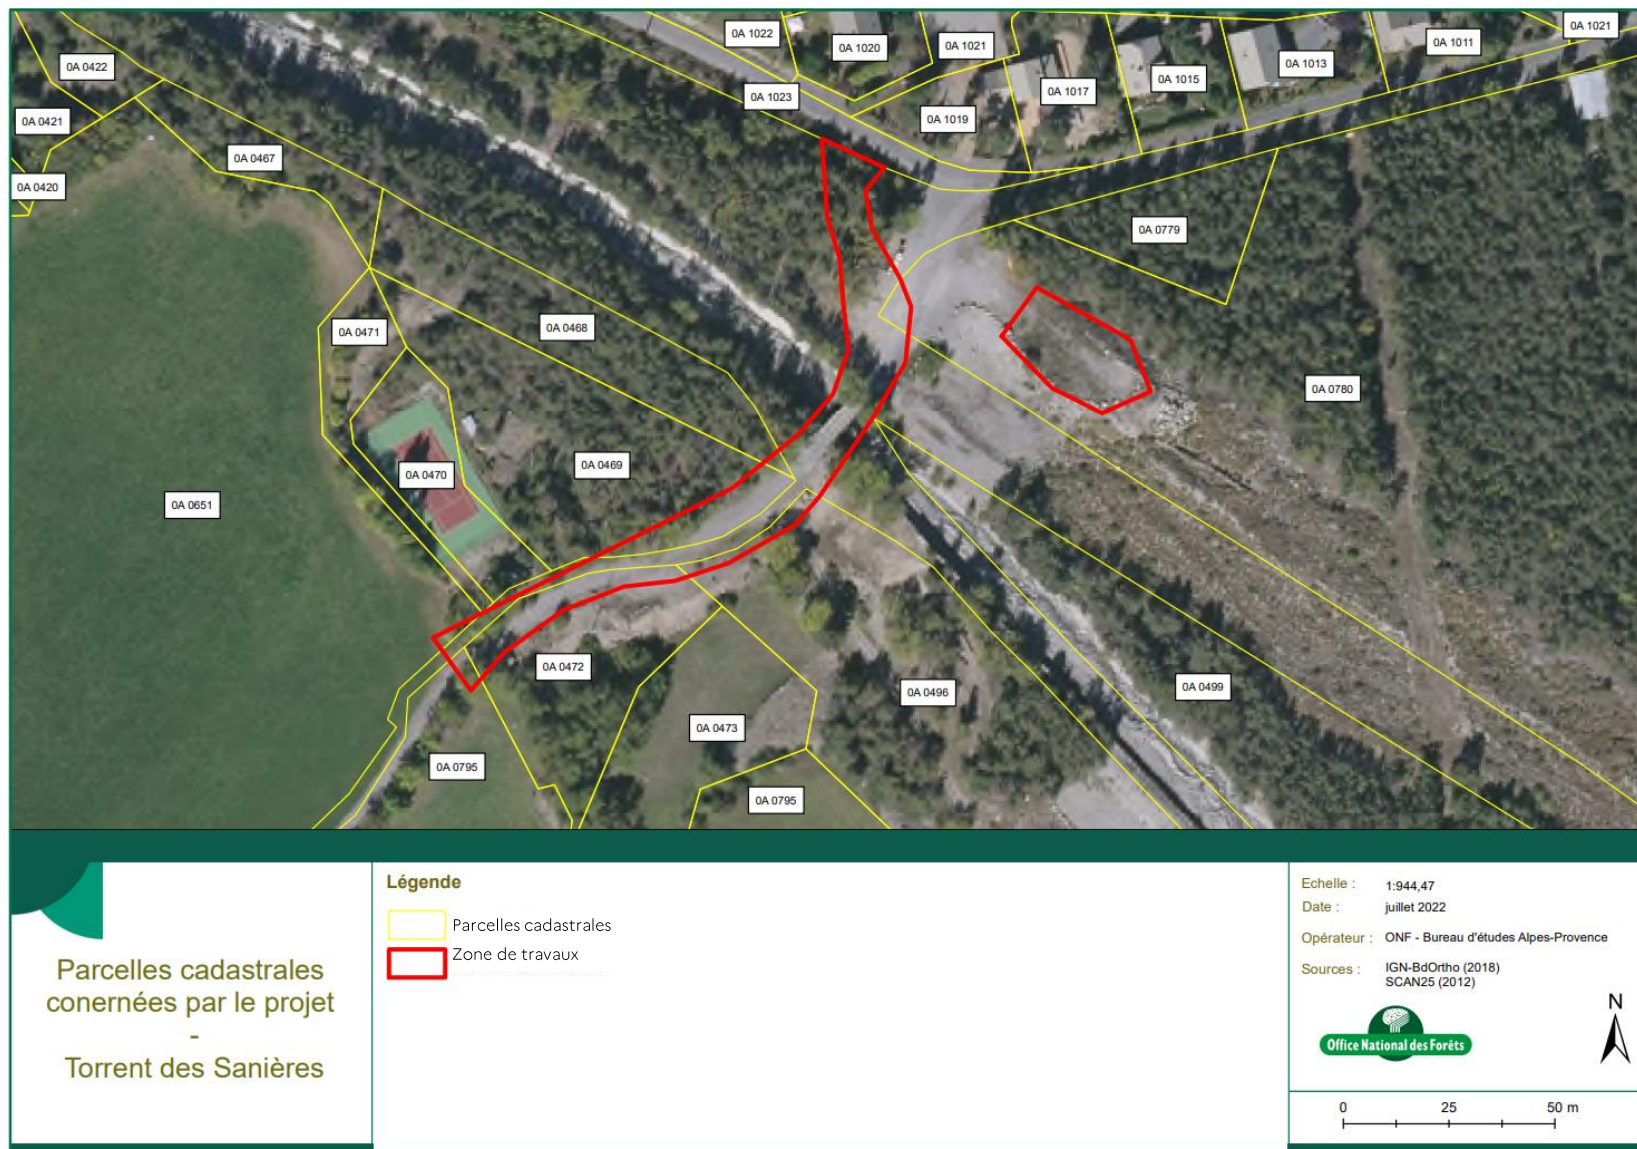 0A 1022
0A 1020
0A 1021
0A 1011
0A 1021
0A 0422
0A 1023
0A 1017
0A 1015
0A 1013
0A 0421
0A 1019
0A 0467
0A 0420
0A 0779
0A 0471
0A 0468
0A 0780
0A 0470
0A 0469
0A 0651
0A 0472
0A 0496
0A 0499
0A 0473
0A 0795
0A 0795
Parcelles cadastrales
conernées par le projet
-
Torrent des Sanières
Légende
Parcelles cadastrales
Zone de travaux
Echelle : 1:944,47
Date : juillet 2022
Opérateur : ONF - Bureau d'études Alpes-Provence
Sources : IGN-BdOrtho (2018)
SCAN25 (2012)
Office National des Forêts
N
0 25 50 m